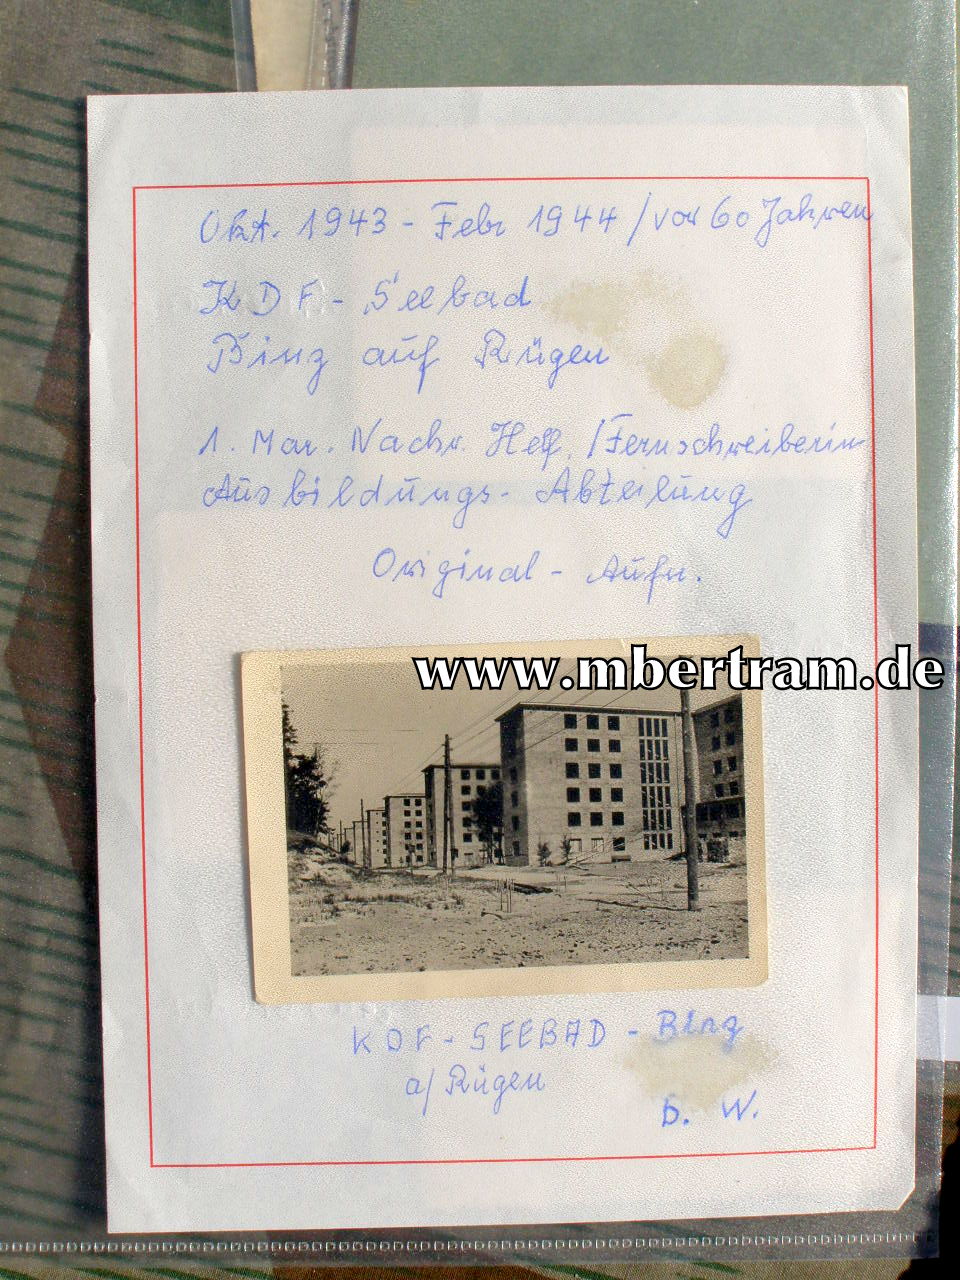 Okt. 1943 - Febr 1944 / vor 60 Jahren
KDF - Seebad
Binz auf Rügen
1. Mar. Nachr. Helf. / Fernschreiberin
Ausbildungs - Abteilung
Original - Aufn.
www.mbertram.de
KDF - SEEBAD - Binz
a/ Rügen
b. W.